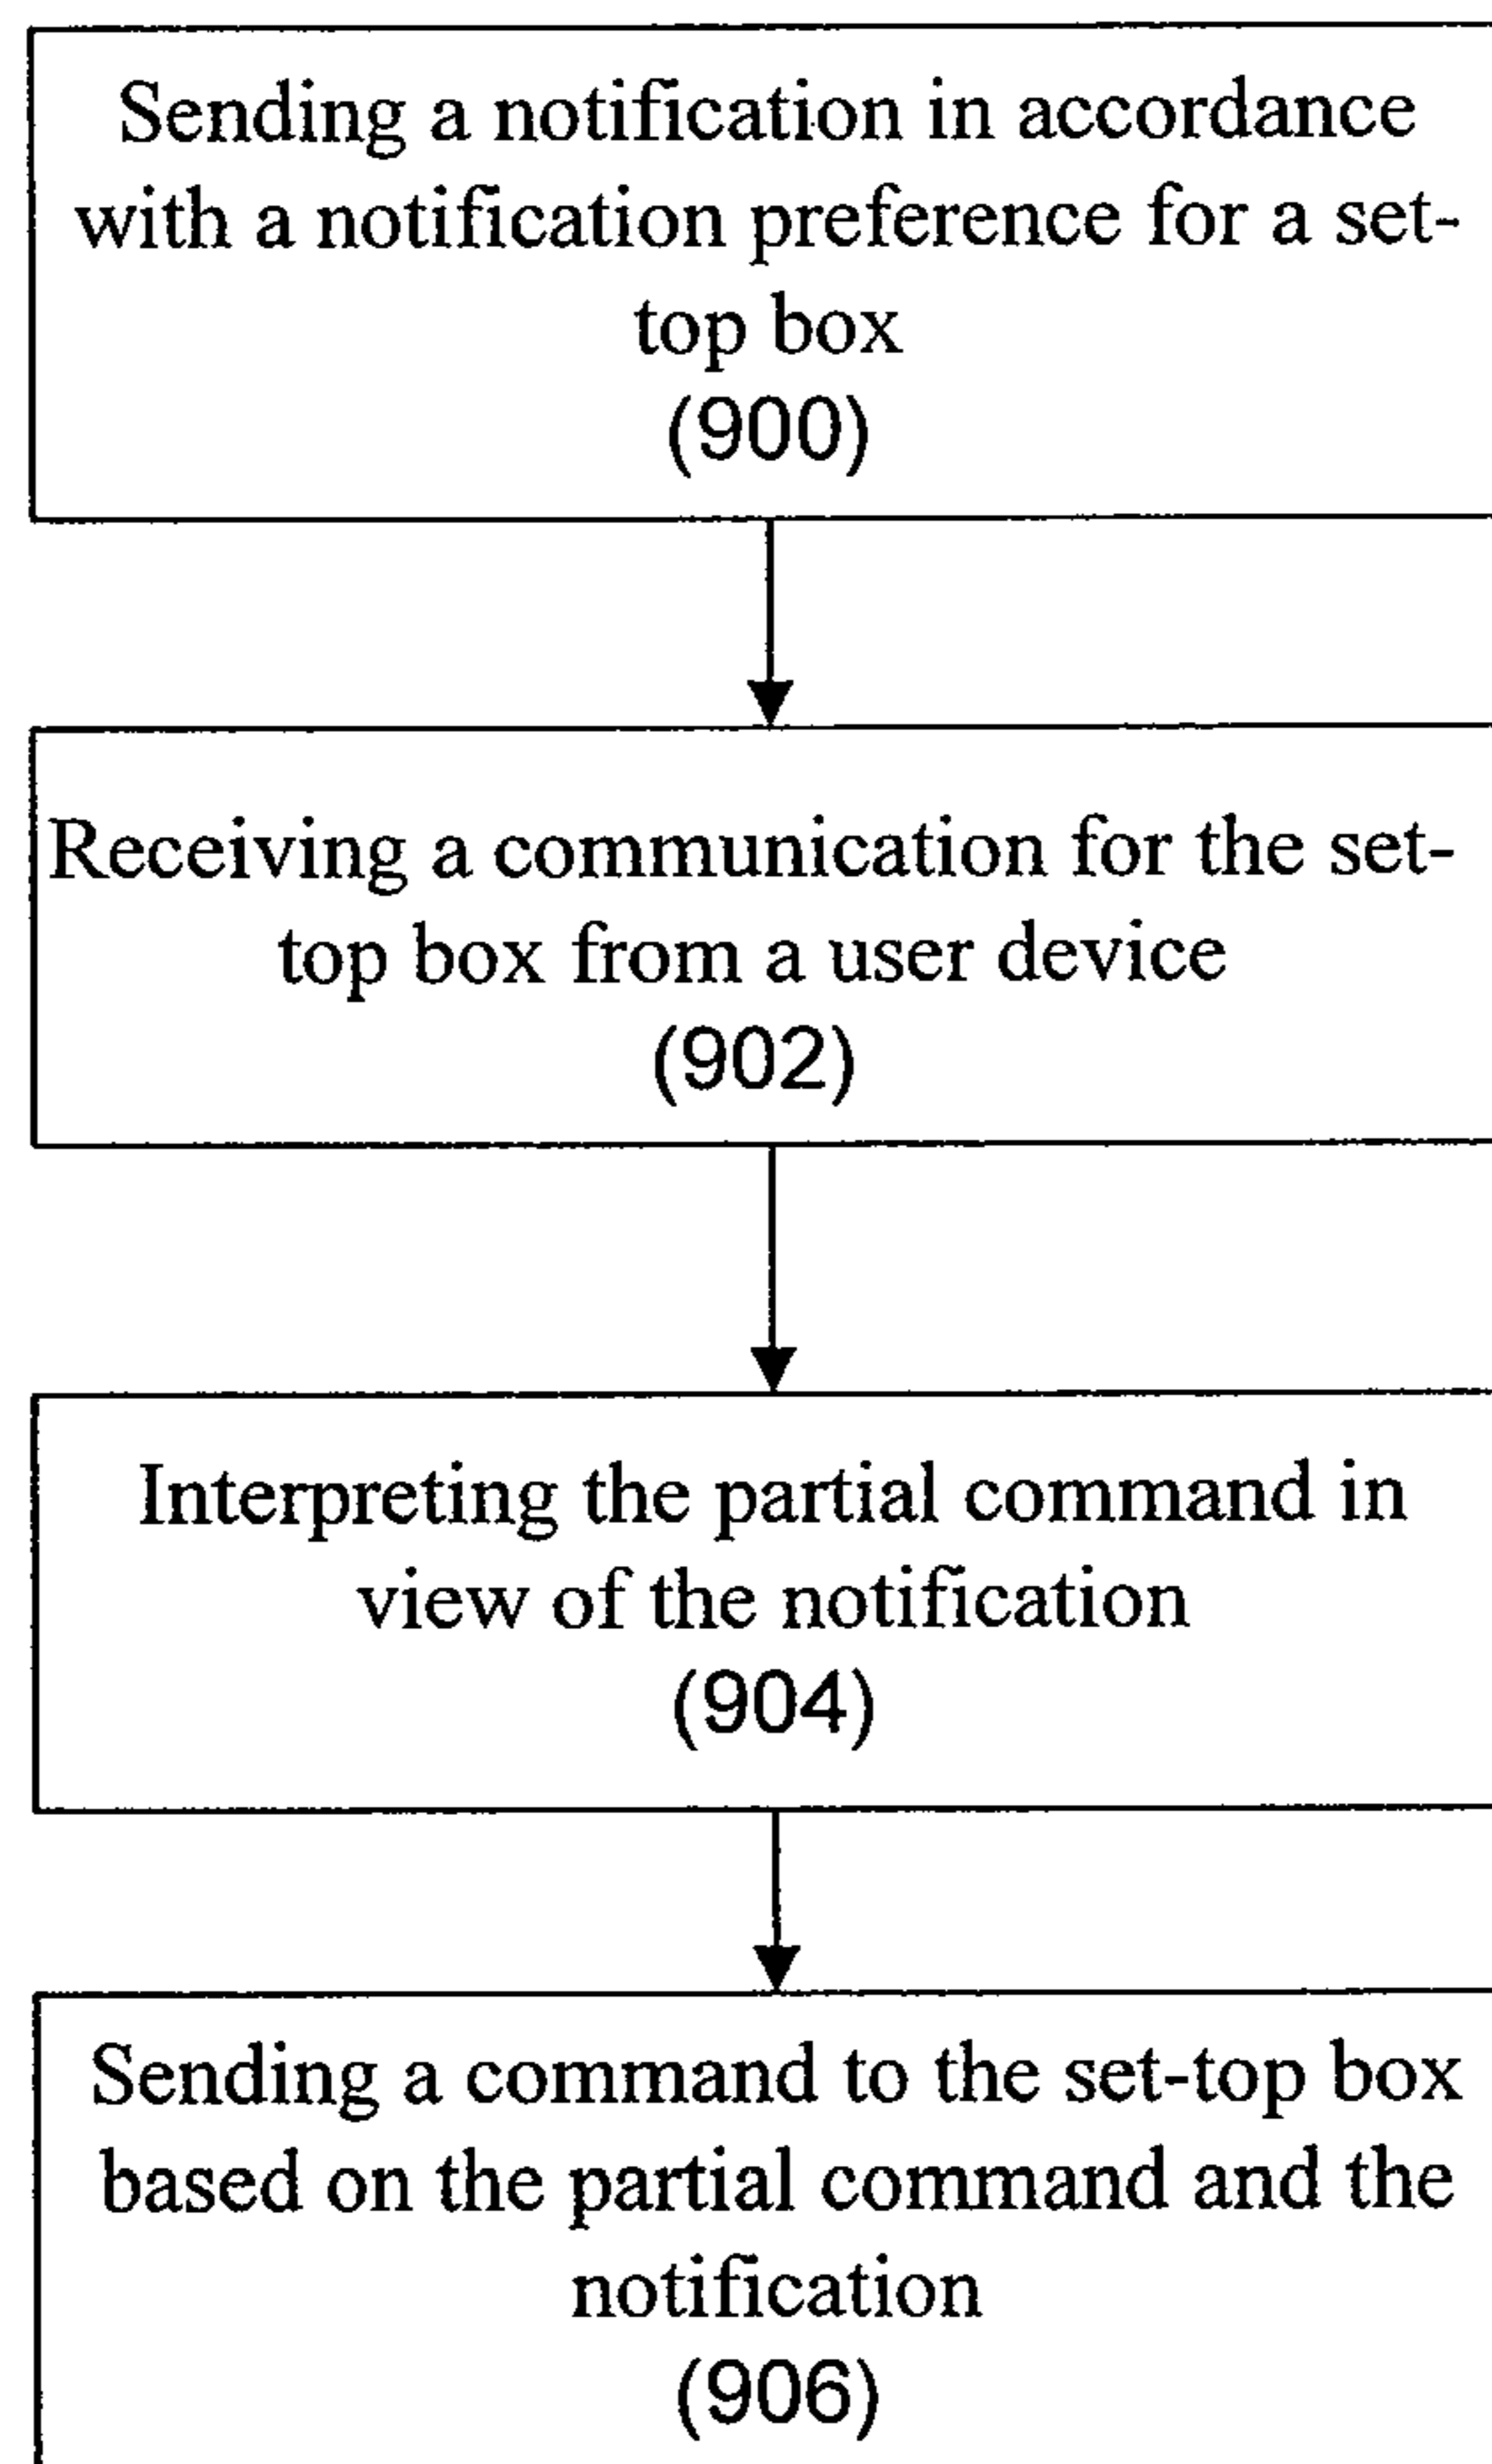 Sending a notification in accordance
with a notification preference for a set-
top box
(900)
Receiving a communication for the set-
top box from a user device
(902)
Interpreting the partial command in
view of the notification
(904)
Sending a command to the set-top box
based on the partial command and the
notification
(906)